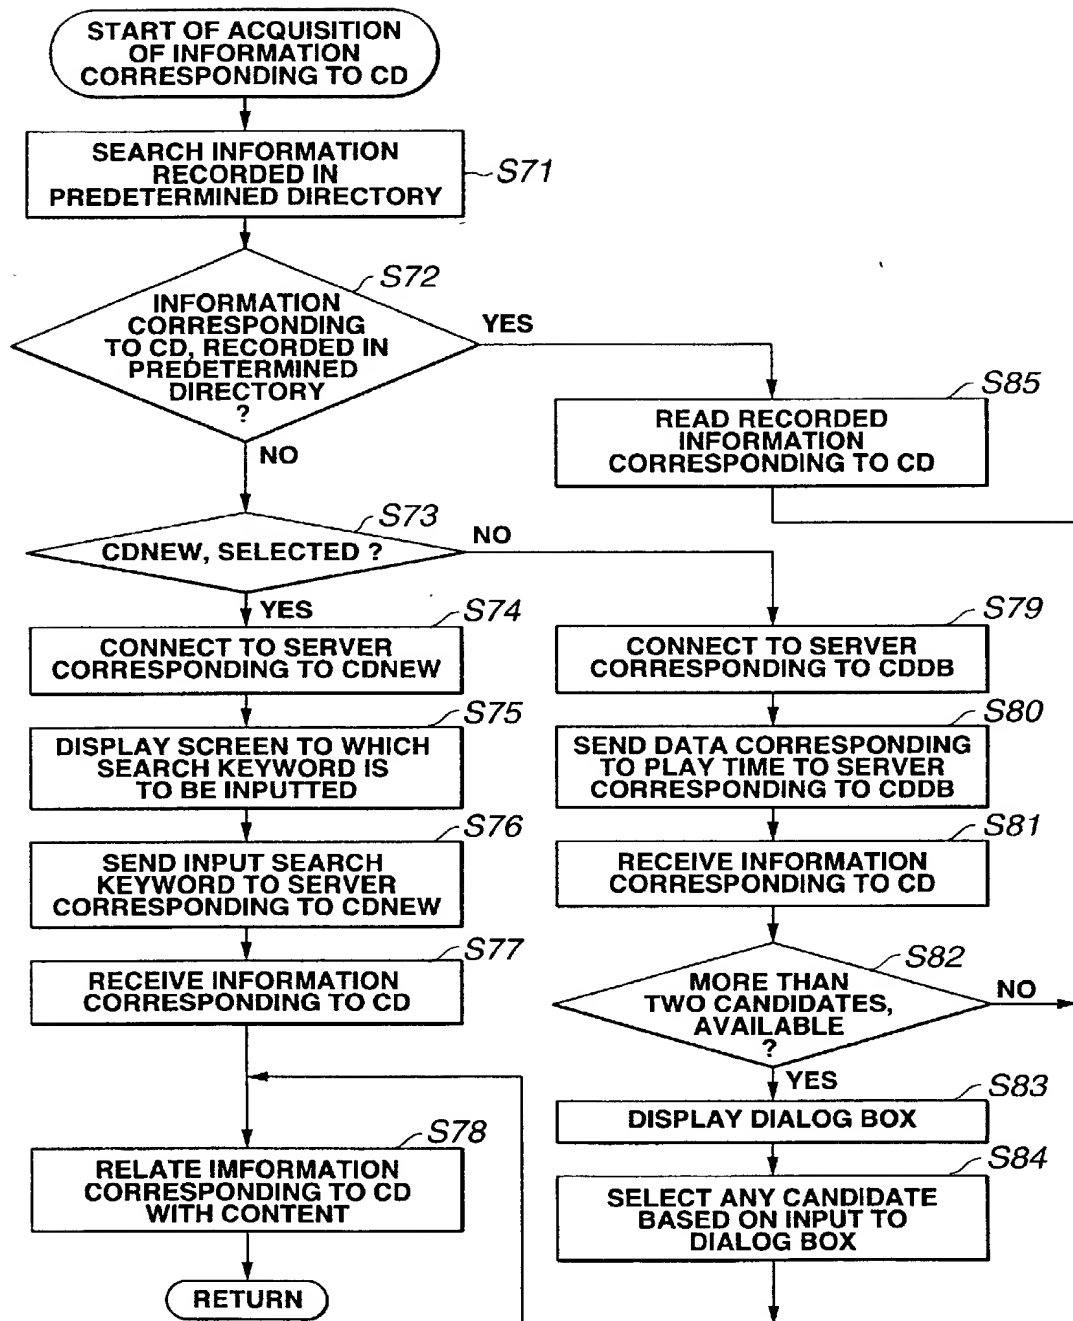 START OF ACQUISITION
OF INFORMATION
CORRESPONDING TO CD
SEARCH INFORMATION
RECORDED IN
PREDETERMINED DIRECTORY
S71
S72
INFORMATION
CORRESPONDING
TO CD, RECORDED IN
PREDETERMINED
DIRECTORY
?
YES
NO
S85
READ RECORDED
INFORMATION
CORRESPONDING TO CD
S73
CDNEW, SELECTED ?
NO
YES
S74
CONNECT TO SERVER
CORRESPONDING TO CDNEW
S75
DISPLAY SCREEN TO WHICH
SEARCH KEYWORD IS
TO BE INPUTTED
S76
SEND INPUT SEARCH
KEYWORD TO SERVER
CORRESPONDING TO CDNEW
S77
RECEIVE INFORMATION
CORRESPONDING TO CD
S78
RELATE IMFORMATION
CORRESPONDING TO CD
WITH CONTENT
RETURN
S79
CONNECT TO SERVER
CORRESPONDING TO CDDB
S80
SEND DATA CORRESPONDING
TO PLAY TIME TO SERVER
CORRESPONDING TO CDDB
S81
RECEIVE INFORMATION
CORRESPONDING TO CD
S82
MORE THAN
TWO CANDIDATES,
AVAILABLE
?
NO
YES
S83
DISPLAY DIALOG BOX
S84
SELECT ANY CANDIDATE
BASED ON INPUT TO
DIALOG BOX